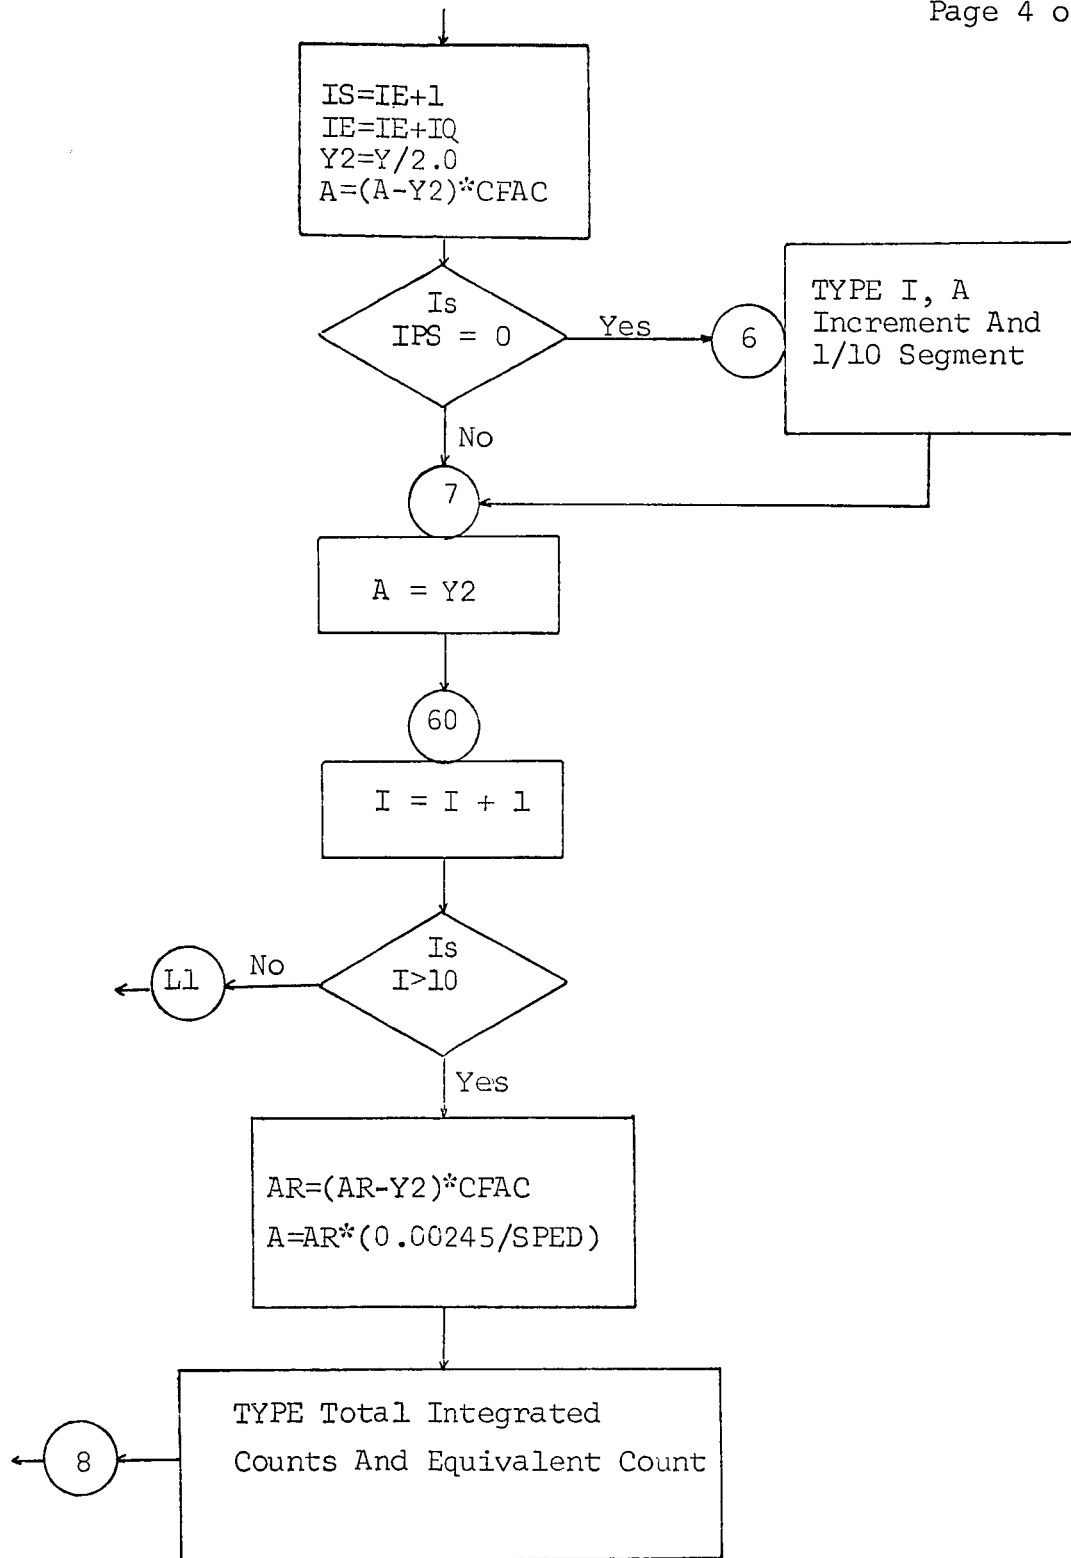 Page 4 o
IS=IE+1
IE=IE+IQ
Y2=Y/2.0
A=(A-Y2)*CFAC
Is
IPS = 0
Yes
6
TYPE I, A
Increment And
1/10 Segment
No
7
A = Y2
60
I = I + 1
Is
I>10
No
L1
Yes
AR=(AR-Y2)*CFAC
A=AR*(0.00245/SPED)
TYPE Total Integrated
Counts And Equivalent Count
8